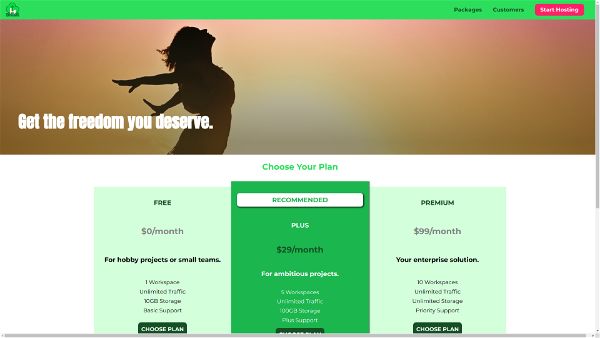 Packages
Customers
Start Hosting
Get the freedom you deserve.
Choose Your Plan
FREE
$0/month
For hobby projects or small teams.
1 Workspace
Unlimited Traffic
10GB Storage
Basic Support
CHOOSE PLAN
RECOMMENDED
PLUS
$29/month
For ambitious projects.
5 Workspaces
Unlimited Traffic
100GB Storage
Plus Support
CHOOSE PLAN
PREMIUM
$99/month
Your enterprise solution.
10 Workspaces
Unlimited Traffic
Unlimited Storage
Priority Support
CHOOSE PLAN